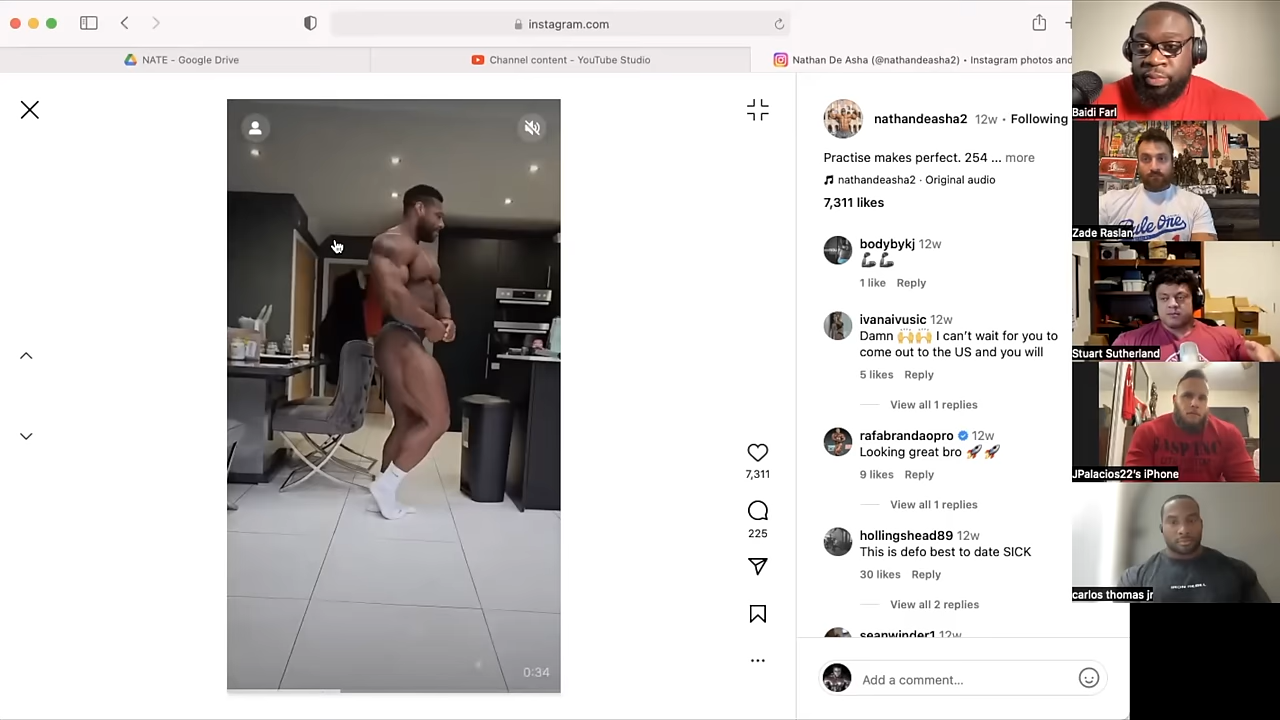 instagram.com
NATE - Google Drive
Channel content - YouTube Studio
Nathan De Asha (@nathandeasha2) • Instagram photos and
nathandeasha2 12w • Following
Practise makes perfect. 254 ... more
nathandeasha2 · Original audio
7,311 likes
bodybykj 12w
1 like Reply
ivanaivusic 12w
Damn 🙌🙌 I can't wait for you to
come out to the US and you will
5 likes Reply
View all 1 replies
rafabrandaopro 12w
Looking great bro 🚀🚀
9 likes Reply
View all 1 replies
hollingshead89 12w
This is defo best to date SICK
30 likes Reply
View all 2 replies
seanwinder1 12w
Add a comment...
7,311
225
0:34
Baidi Farl
Rule One
Zade Raslan
Stuart Sutherland
JPalacios22's iPhone
carlos thomas jr